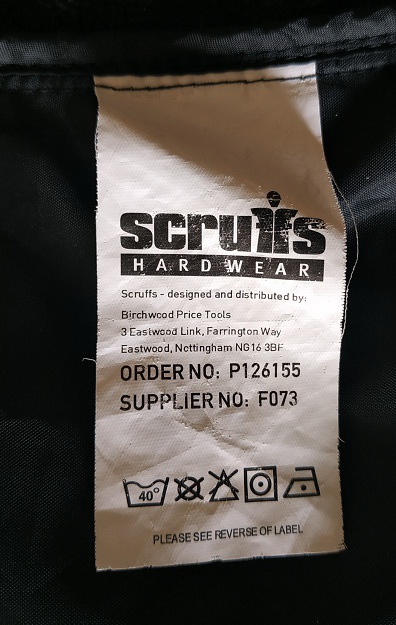 scruffs
HARDWEAR
Scruffs - designed and distributed by:
Birchwood Price Tools
3 Eastwood Link, Farrington Way
Eastwood, Nottingham NG16 3BF
ORDER NO: P126155
SUPPLIER NO: F073
40°
PLEASE SEE REVERSE OF LABEL